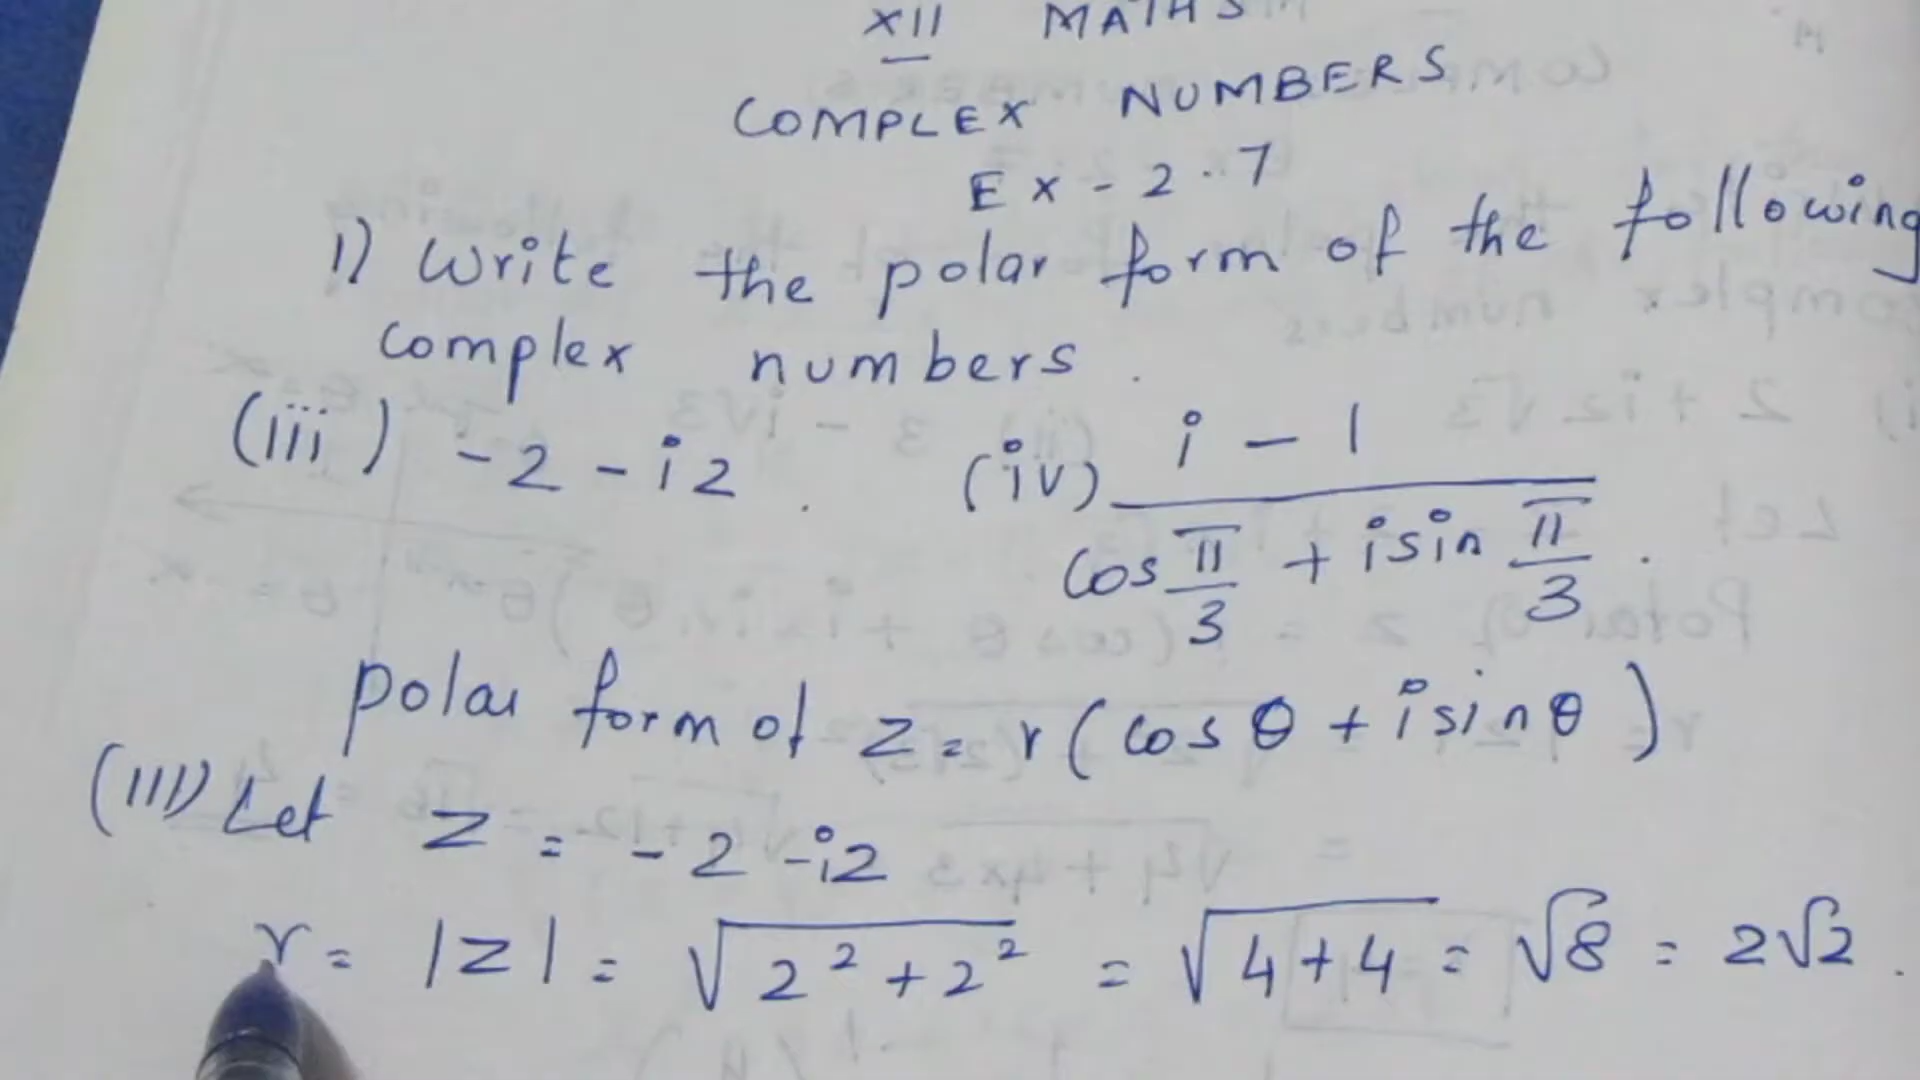 XII MATHS
COMPLEX NUMBERS
Ex - 2.7
1) Write the polar form of the following
complex numbers.
(iii) -2 - i2. (iv) i - 1 / cos π/3 + i sin π/3.
polar form of z = r(cos θ + i sin θ)
(III) Let z = -2 - i2
r = |z| = √2² + 2² = √4 + 4 = √8 = 2√2.